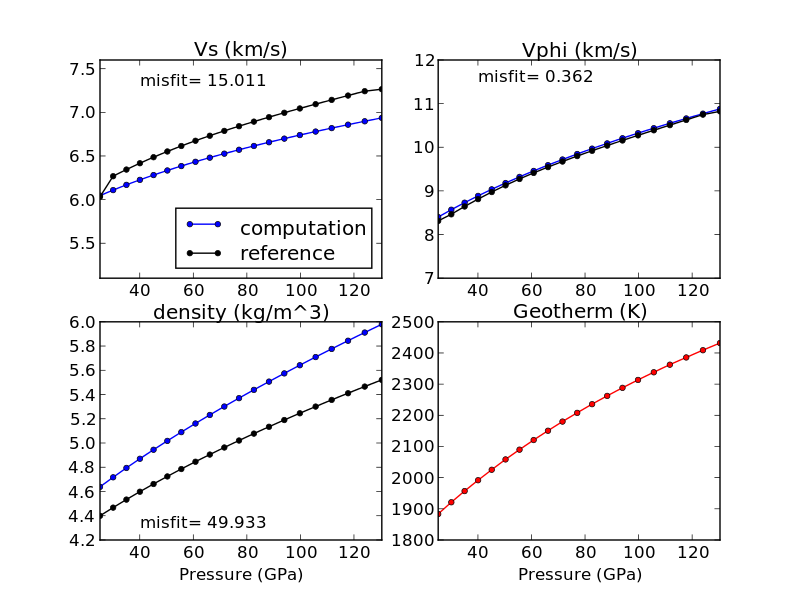 Vs (km/s)
7.5
7.0
6.5
6.0
5.5
misfit= 15.011
computation
reference
40 60 80 100 120
Vphi (km/s)
12
11
10
9
8
7
misfit= 0.362
40 60 80 100 120
density (kg/m^3)
6.0
5.8
5.6
5.4
5.2
5.0
4.8
4.6
4.4
4.2
misfit= 49.933
40 60 80 100 120
Pressure (GPa)
Geotherm (K)
2500
2400
2300
2200
2100
2000
1900
1800
40 60 80 100 120
Pressure (GPa)